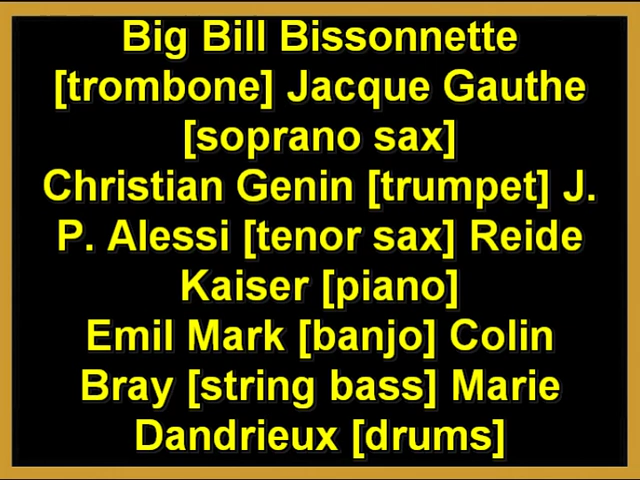 Big Bill Bissonnette
[trombone] Jacque Gauthe
[soprano sax]
Christian Genin [trumpet] J.
P. Alessi [tenor sax] Reide
Kaiser [piano]
Emil Mark [banjo] Colin
Bray [string bass] Marie
Dandrieux [drums]